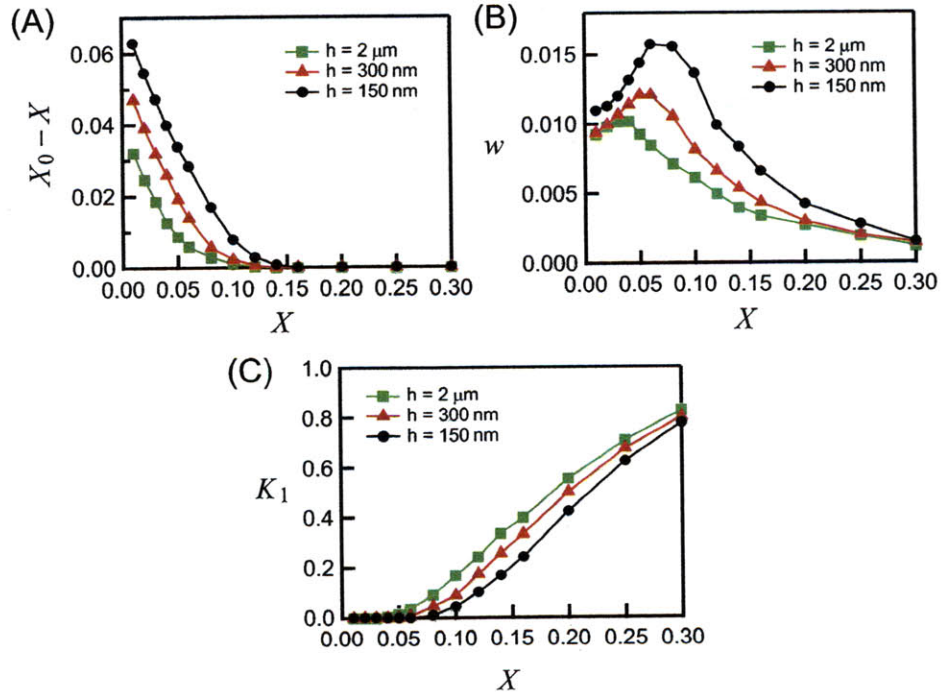 (A)
X₀ − X
0.06
0.04
0.02
0.00
h = 2 μm
h = 300 nm
h = 150 nm
0.00 0.05 0.10 0.15 0.20 0.25 0.30
X
(B)
w
0.015
0.010
0.005
0.000
h = 2 μm
h = 300 nm
h = 150 nm
0.00 0.05 0.10 0.15 0.20 0.25 0.30
X
(C)
K₁
1.0
0.8
0.6
0.4
0.2
0.0
h = 2 μm
h = 300 nm
h = 150 nm
0.00 0.05 0.10 0.15 0.20 0.25 0.30
X